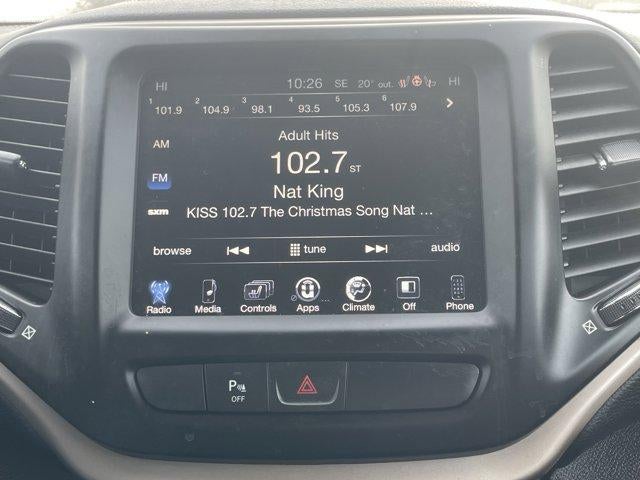 HI 10:26 SE 20° out. HI
1 101.9 2 104.9 3 98.1 4 93.5 5 105.3 6 107.9
Adult Hits
AM
102.7 ST
FM
Nat King
sxm
KISS 102.7 The Christmas Song Nat ...
browse tune audio
Radio Media Controls Apps Climate Off Phone
P
OFF